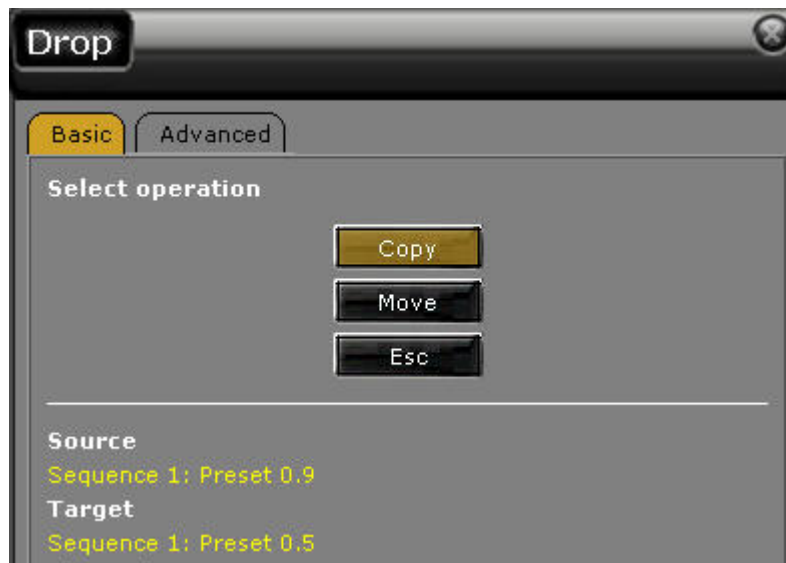 Drop
Basic Advanced
Select operation
Copy
Move
Esc
Source
Sequence 1: Preset 0.9
Target
Sequence 1: Preset 0.5